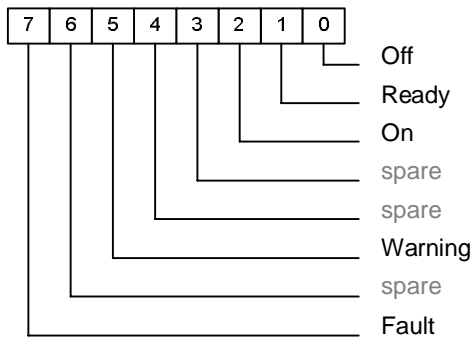 7 6 5 4 3 2 1 0
Off
Ready
On
spare
spare
Warning
spare
Fault